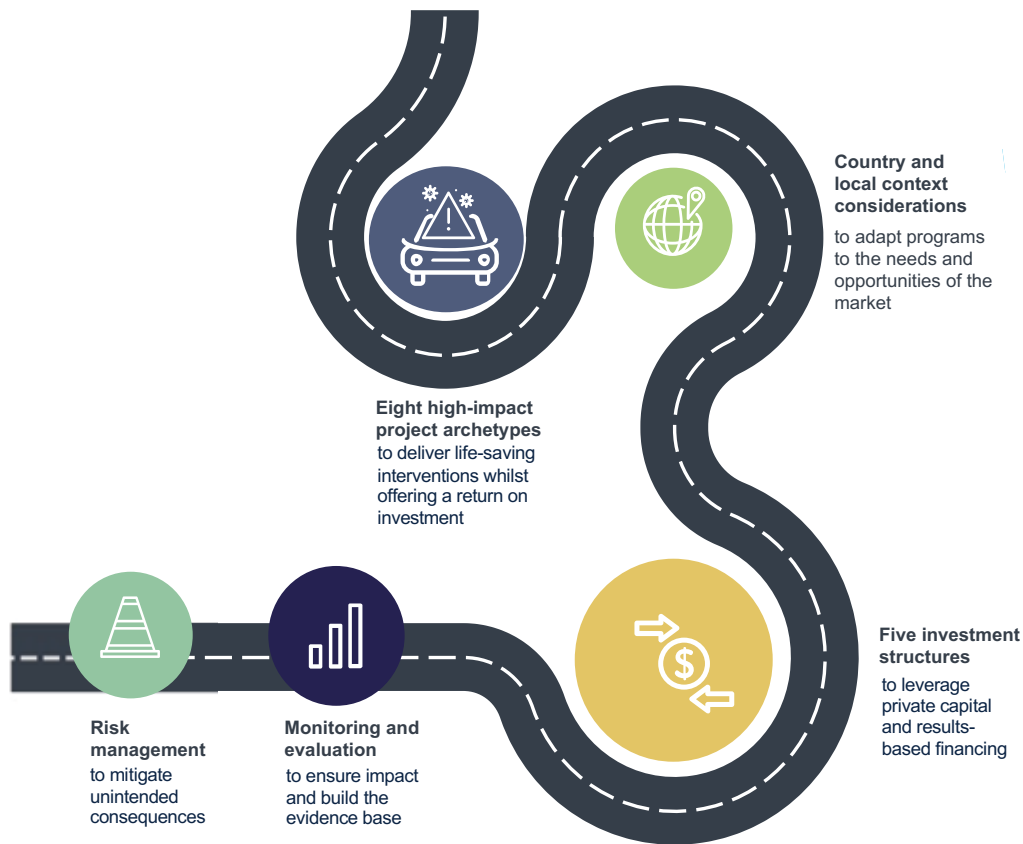 Country and
local context
considerations
to adapt programs
to the needs and
opportunities of the
market
Eight high-impact
project archetypes
to deliver life-saving
interventions whilst
offering a return on
investment
Five investment
structures
to leverage
private capital
and results-
based financing
$
Risk
management
to mitigate
unintended
consequences
Monitoring and
evaluation
to ensure impact
and build the
evidence base